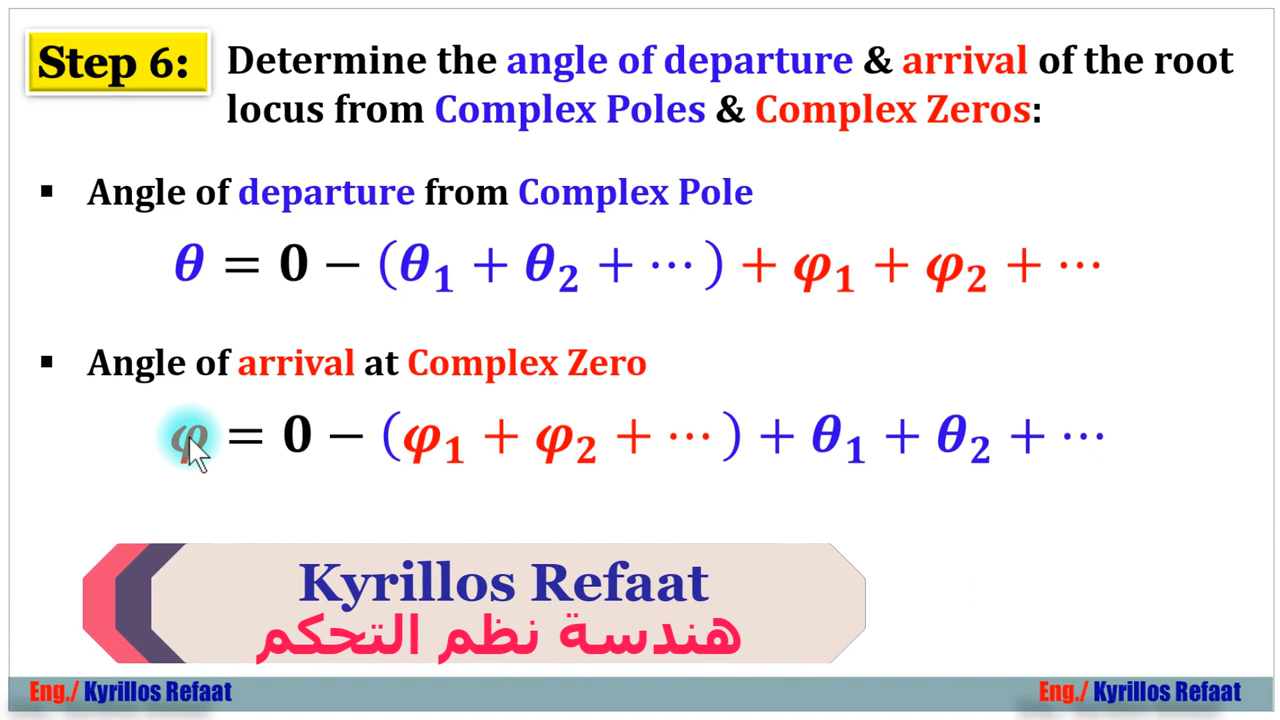 Step 6:
Determine the angle of departure & arrival of the root
locus from Complex Poles & Complex Zeros:
▪ Angle of departure from Complex Pole
θ = 0 − (θ₁ + θ₂ + ⋯ ) + φ₁ + φ₂ + ⋯
▪ Angle of arrival at Complex Zero
φ = 0 − (φ₁ + φ₂ + ⋯ ) + θ₁ + θ₂ + ⋯
Kyrillos Refaat
هندسة نظم التحكم
Eng./ Kyrillos Refaat
Eng./ Kyrillos Refaat